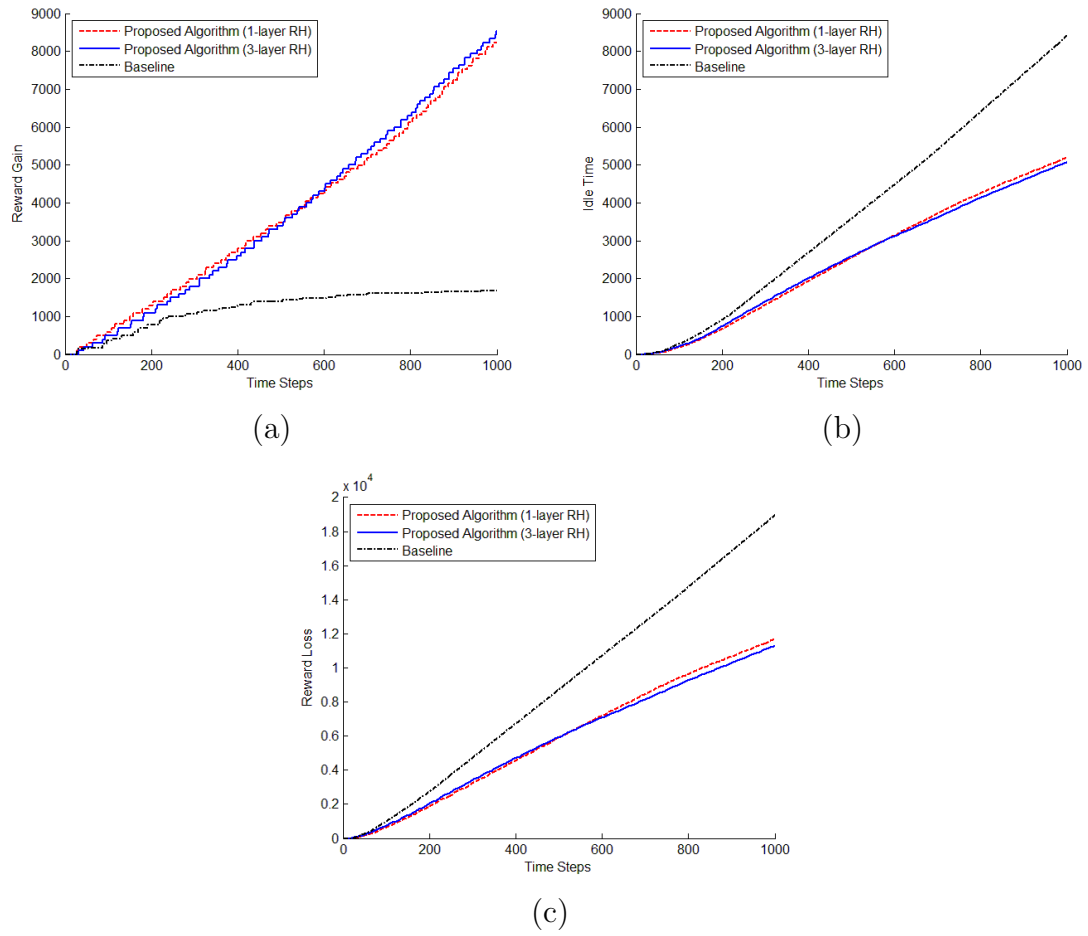 9000
8000
7000
6000
5000
4000
3000
2000
1000
0
Reward Gain
Proposed Algorithm (1-layer RH)
Proposed Algorithm (3-layer RH)
Baseline
0 200 400 600 800 1000
Time Steps
(a)
9000
8000
7000
6000
5000
4000
3000
2000
1000
0
Idle Time
Proposed Algorithm (1-layer RH)
Proposed Algorithm (3-layer RH)
Baseline
0 200 400 600 800 1000
Time Steps
(b)
x 10^4
2
1.8
1.6
1.4
1.2
1
0.8
0.6
0.4
0.2
0
Reward Loss
Proposed Algorithm (1-layer RH)
Proposed Algorithm (3-layer RH)
Baseline
0 200 400 600 800 1000
Time Steps
(c)